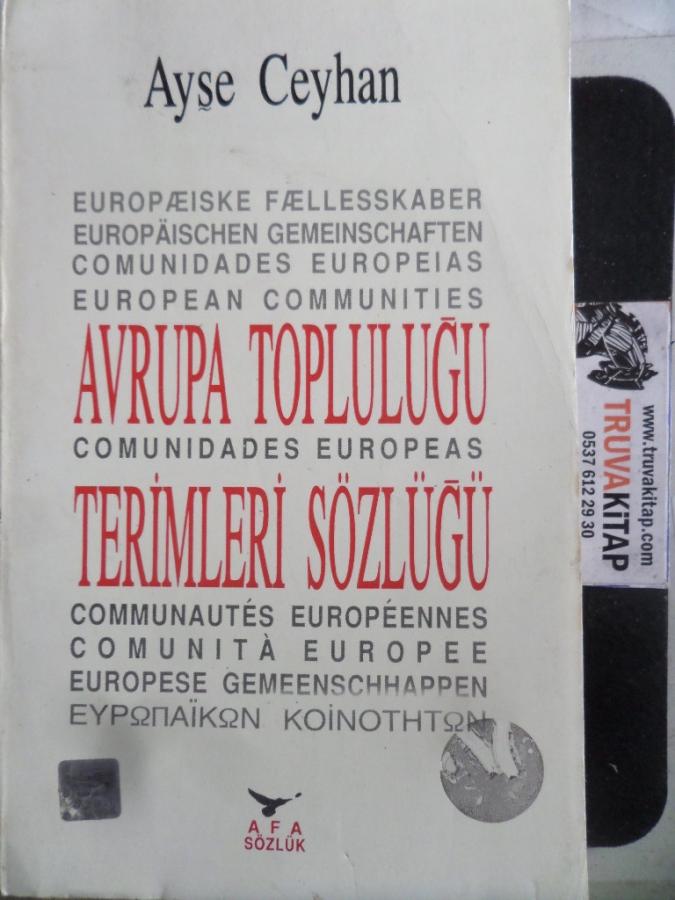 Ayşe Ceyhan
EUROPÆISKE FÆLLESSKABER
EUROPÄISCHEN GEMEINSCHAFTEN
COMUNIDADES EUROPEIAS
EUROPEAN COMMUNITIES
AVRUPA TOPLULUĞU
COMUNIDADES EUROPEAS
TERİMLERİ SÖZLÜĞÜ
COMMUNAUTÉS EUROPÉENNES
COMUNITÀ EUROPEE
EUROPESE GEMEENSCHHAPPEN
ΕΥΡΩΠΑΪΚΩΝ ΚΟΙΝΟΤΗΤΩΝ
AFA
SÖZLÜK
www.truvakitap.com
TRUVAKİTAP
0537 612 29 30